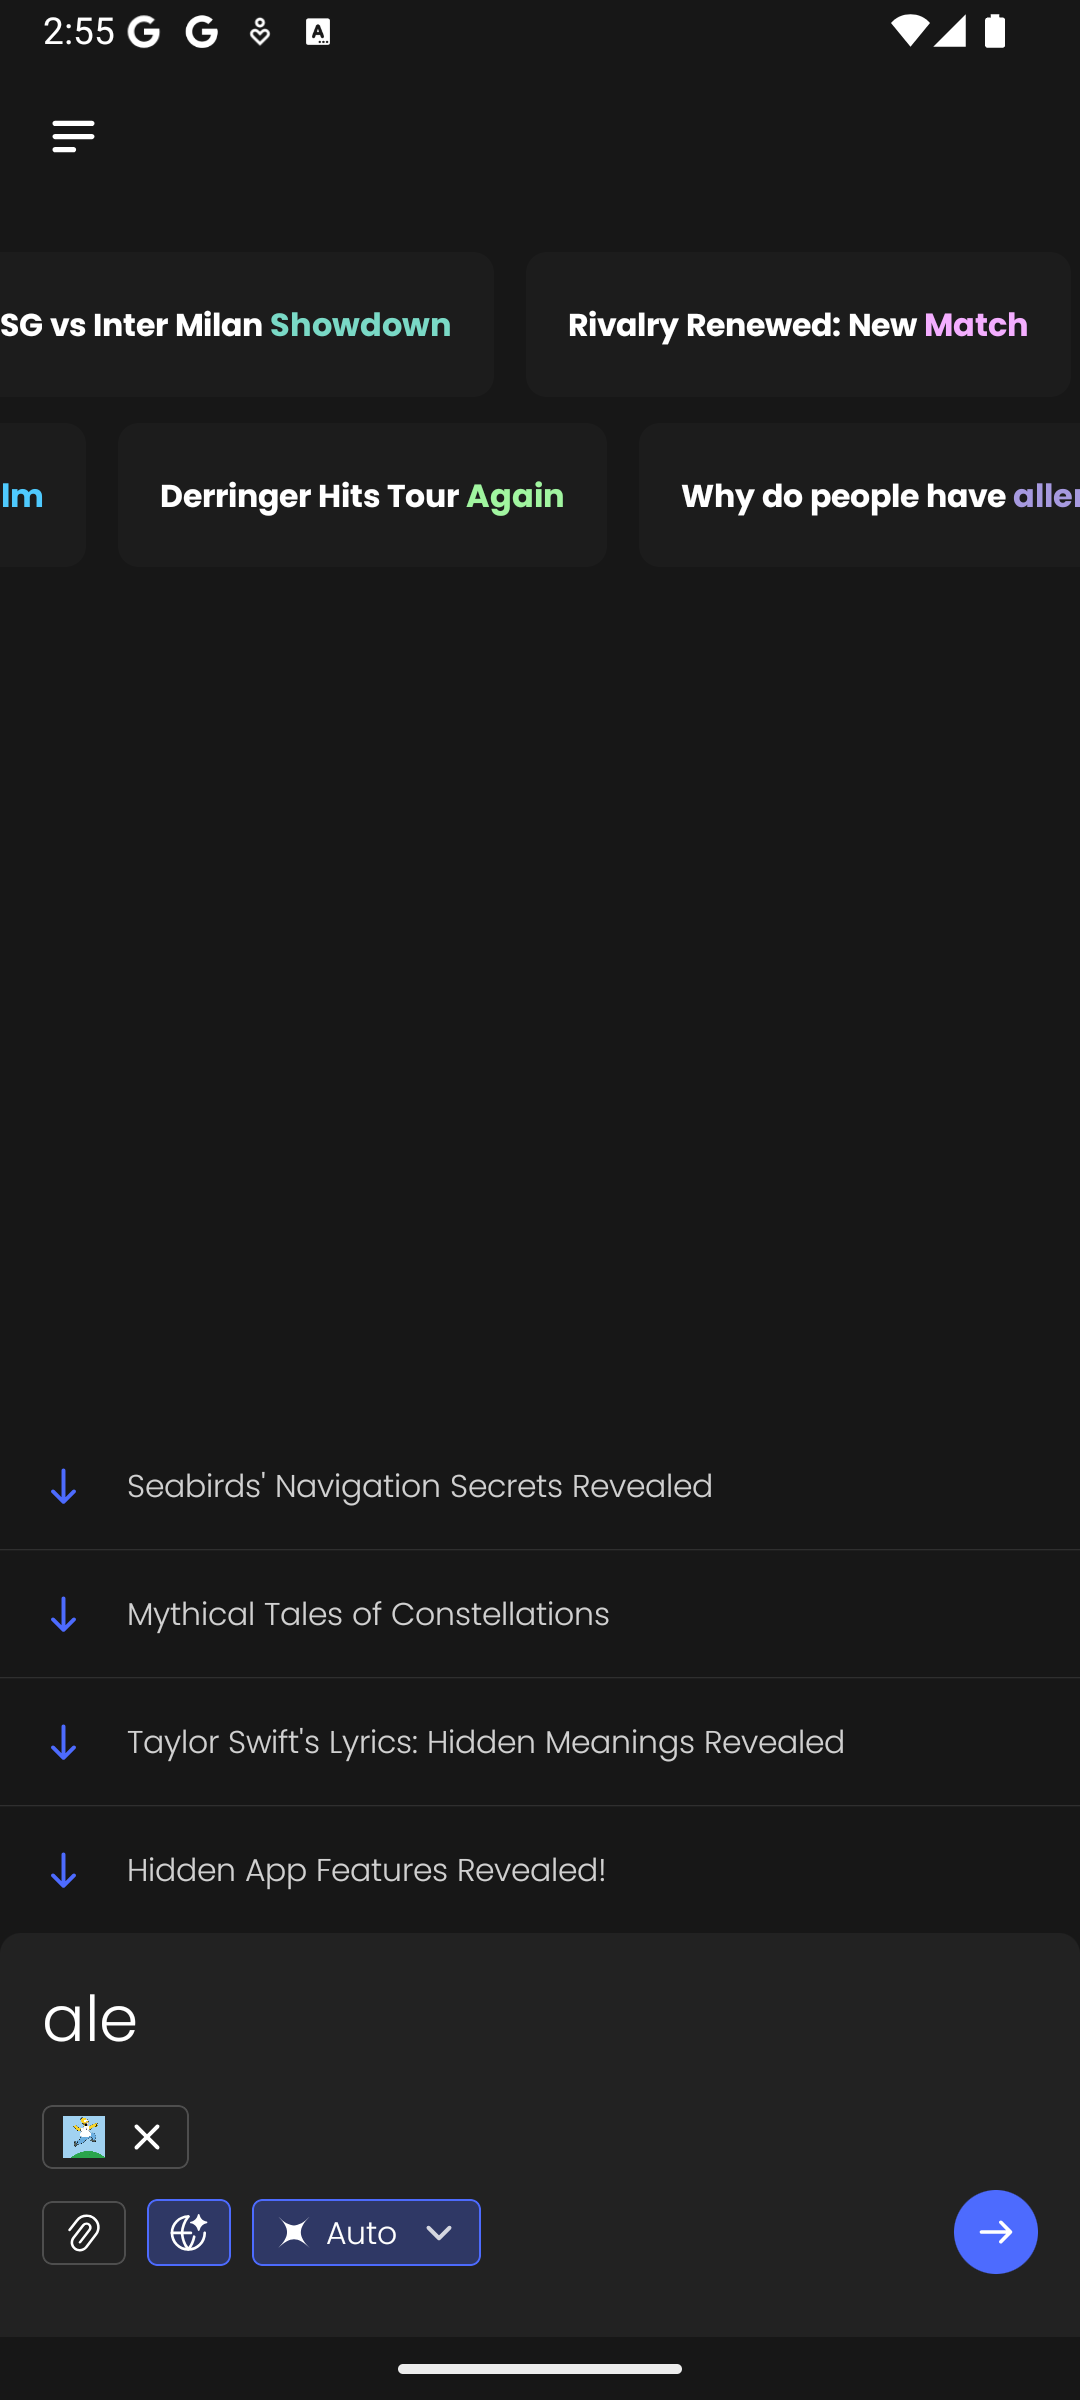 2:55
SG vs Inter Milan Showdown
Rivalry Renewed: New Match
lm
Derringer Hits Tour Again
Why do people have aller
Seabirds' Navigation Secrets Revealed
Mythical Tales of Constellations
Taylor Swift's Lyrics: Hidden Meanings Revealed
Hidden App Features Revealed!
ale
Auto